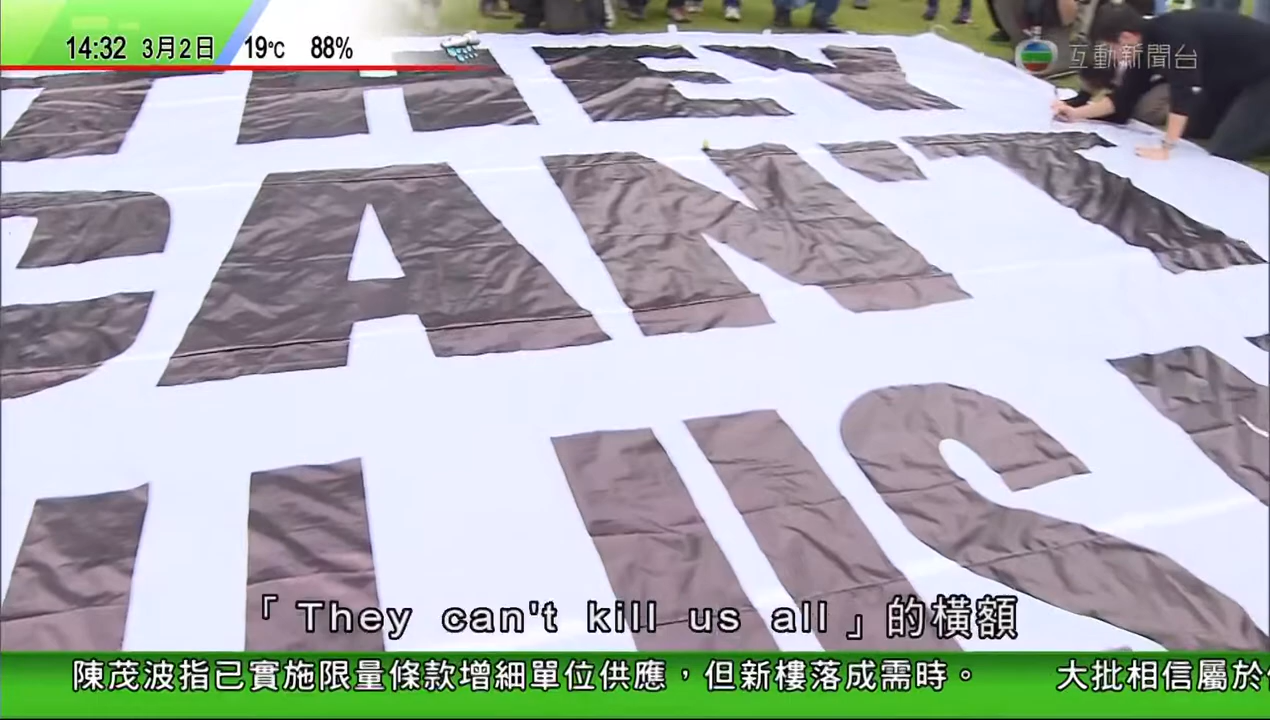 14:32 3月2日 19℃ 88%
互動新聞台
THEY
CAN'T
US
「They can't kill us all」的橫額
陳茂波指已實施限量條款增細單位供應，但新樓落成需時。 大批相信屬於